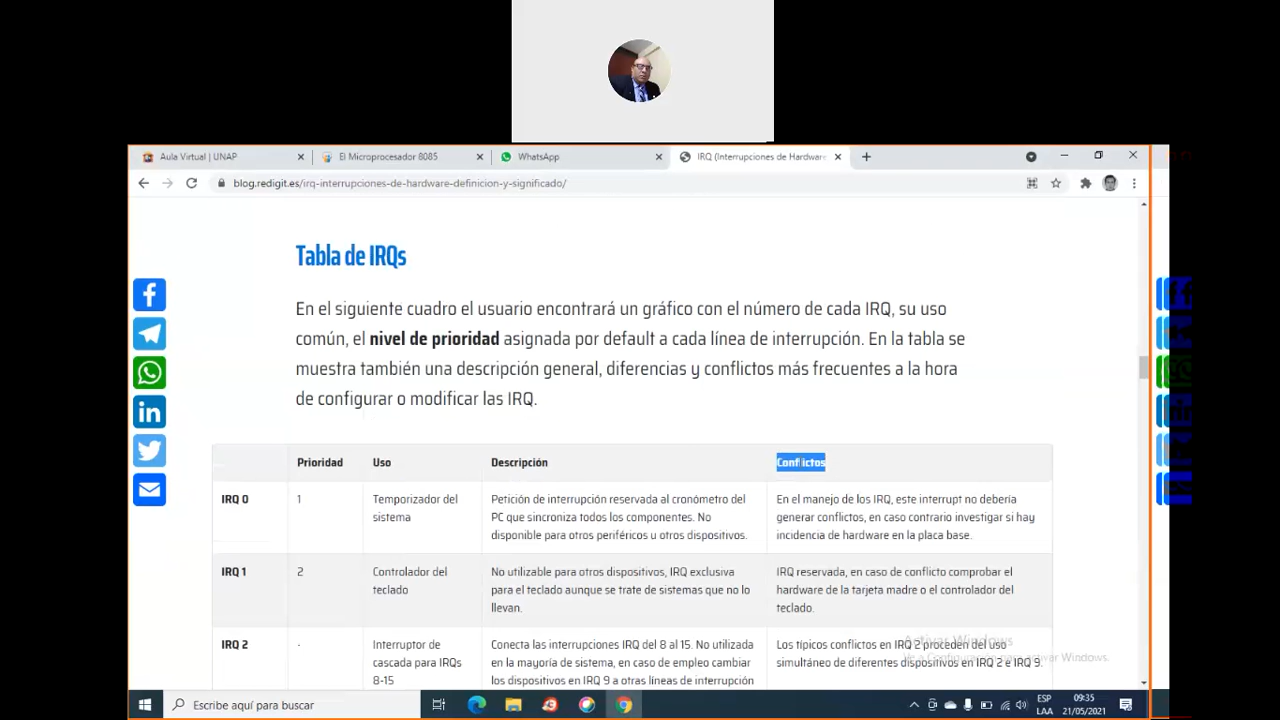 Aula Virtual | UNAP
El Microprocesador 8085
WhatsApp
IRQ (Interrupciones de Hardware
blog.redigit.es/irq-interrupciones-de-hardware-definicion-y-significado/
Tabla de IRQs
En el siguiente cuadro el usuario encontrará un gráfico con el número de cada IRQ, su uso
común, el nivel de prioridad asignada por default a cada línea de interrupción. En la tabla se
muestra también una descripción general, diferencias y conflictos más frecuentes a la hora
de configurar o modificar las IRQ.
Prioridad Uso Descripción Conflictos
IRQ 0 1 Temporizador del Petición de interrupción reservada al cronómetro del En el manejo de los IRQ, este interrupt no debería
sistema PC que sincroniza todos los componentes. No generar conflictos, en caso contrario investigar si hay
disponible para otros periféricos u otros dispositivos. incidencia de hardware en la placa base.
IRQ 1 2 Controlador del No utilizable para otros dispositivos, IRQ exclusiva IRQ reservada, en caso de conflicto comprobar el
teclado para el teclado aunque se trate de sistemas que no lo hardware de la tarjeta madre o el controlador del
llevan. teclado.
IRQ 2 - Interruptor de Conecta las interrupciones IRQ del 8 al 15. No utilizada Los típicos conflictos en IRQ 2 proceden del uso
cascada para IRQs en la mayoría de sistema, en caso de empleo cambiar simultáneo de diferentes dispositivos en IRQ 2 e IRQ 9.
8-15 los dispositivos en IRQ 9 a otras líneas de interrupción
Activar Windows
Ve a Configuración para activar Windows.
Escribe aquí para buscar
ESP 09:35
LAA 21/05/2021